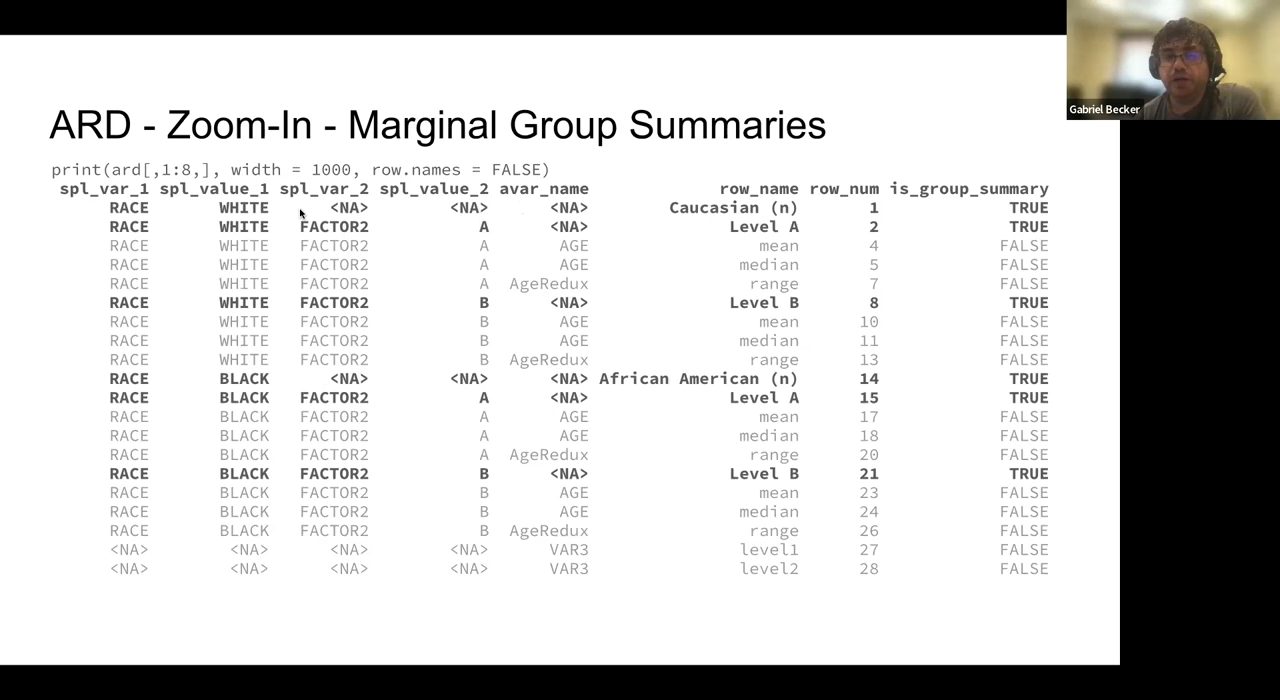 ARD - Zoom-In - Marginal Group Summaries
Gabriel Becker
print(ard[,1:8,], width = 1000, row.names = FALSE)
spl_var_1 spl_value_1 spl_var_2 spl_value_2 avar_name row_name row_num is_group_summary
RACE WHITE <NA> <NA> <NA> Caucasian (n) 1 TRUE
RACE WHITE FACTOR2 A <NA> Level A 2 TRUE
RACE WHITE FACTOR2 A AGE mean 4 FALSE
RACE WHITE FACTOR2 A AGE median 5 FALSE
RACE WHITE FACTOR2 A AgeRedux range 7 FALSE
RACE WHITE FACTOR2 B <NA> Level B 8 TRUE
RACE WHITE FACTOR2 B AGE mean 10 FALSE
RACE WHITE FACTOR2 B AGE median 11 FALSE
RACE WHITE FACTOR2 B AgeRedux range 13 FALSE
RACE BLACK <NA> <NA> <NA> African American (n) 14 TRUE
RACE BLACK FACTOR2 A <NA> Level A 15 TRUE
RACE BLACK FACTOR2 A AGE mean 17 FALSE
RACE BLACK FACTOR2 A AGE median 18 FALSE
RACE BLACK FACTOR2 A AgeRedux range 20 FALSE
RACE BLACK FACTOR2 B <NA> Level B 21 TRUE
RACE BLACK FACTOR2 B AGE mean 23 FALSE
RACE BLACK FACTOR2 B AGE median 24 FALSE
RACE BLACK FACTOR2 B AgeRedux range 26 FALSE
<NA> <NA> <NA> <NA> VAR3 level1 27 FALSE
<NA> <NA> <NA> <NA> VAR3 level2 28 FALSE